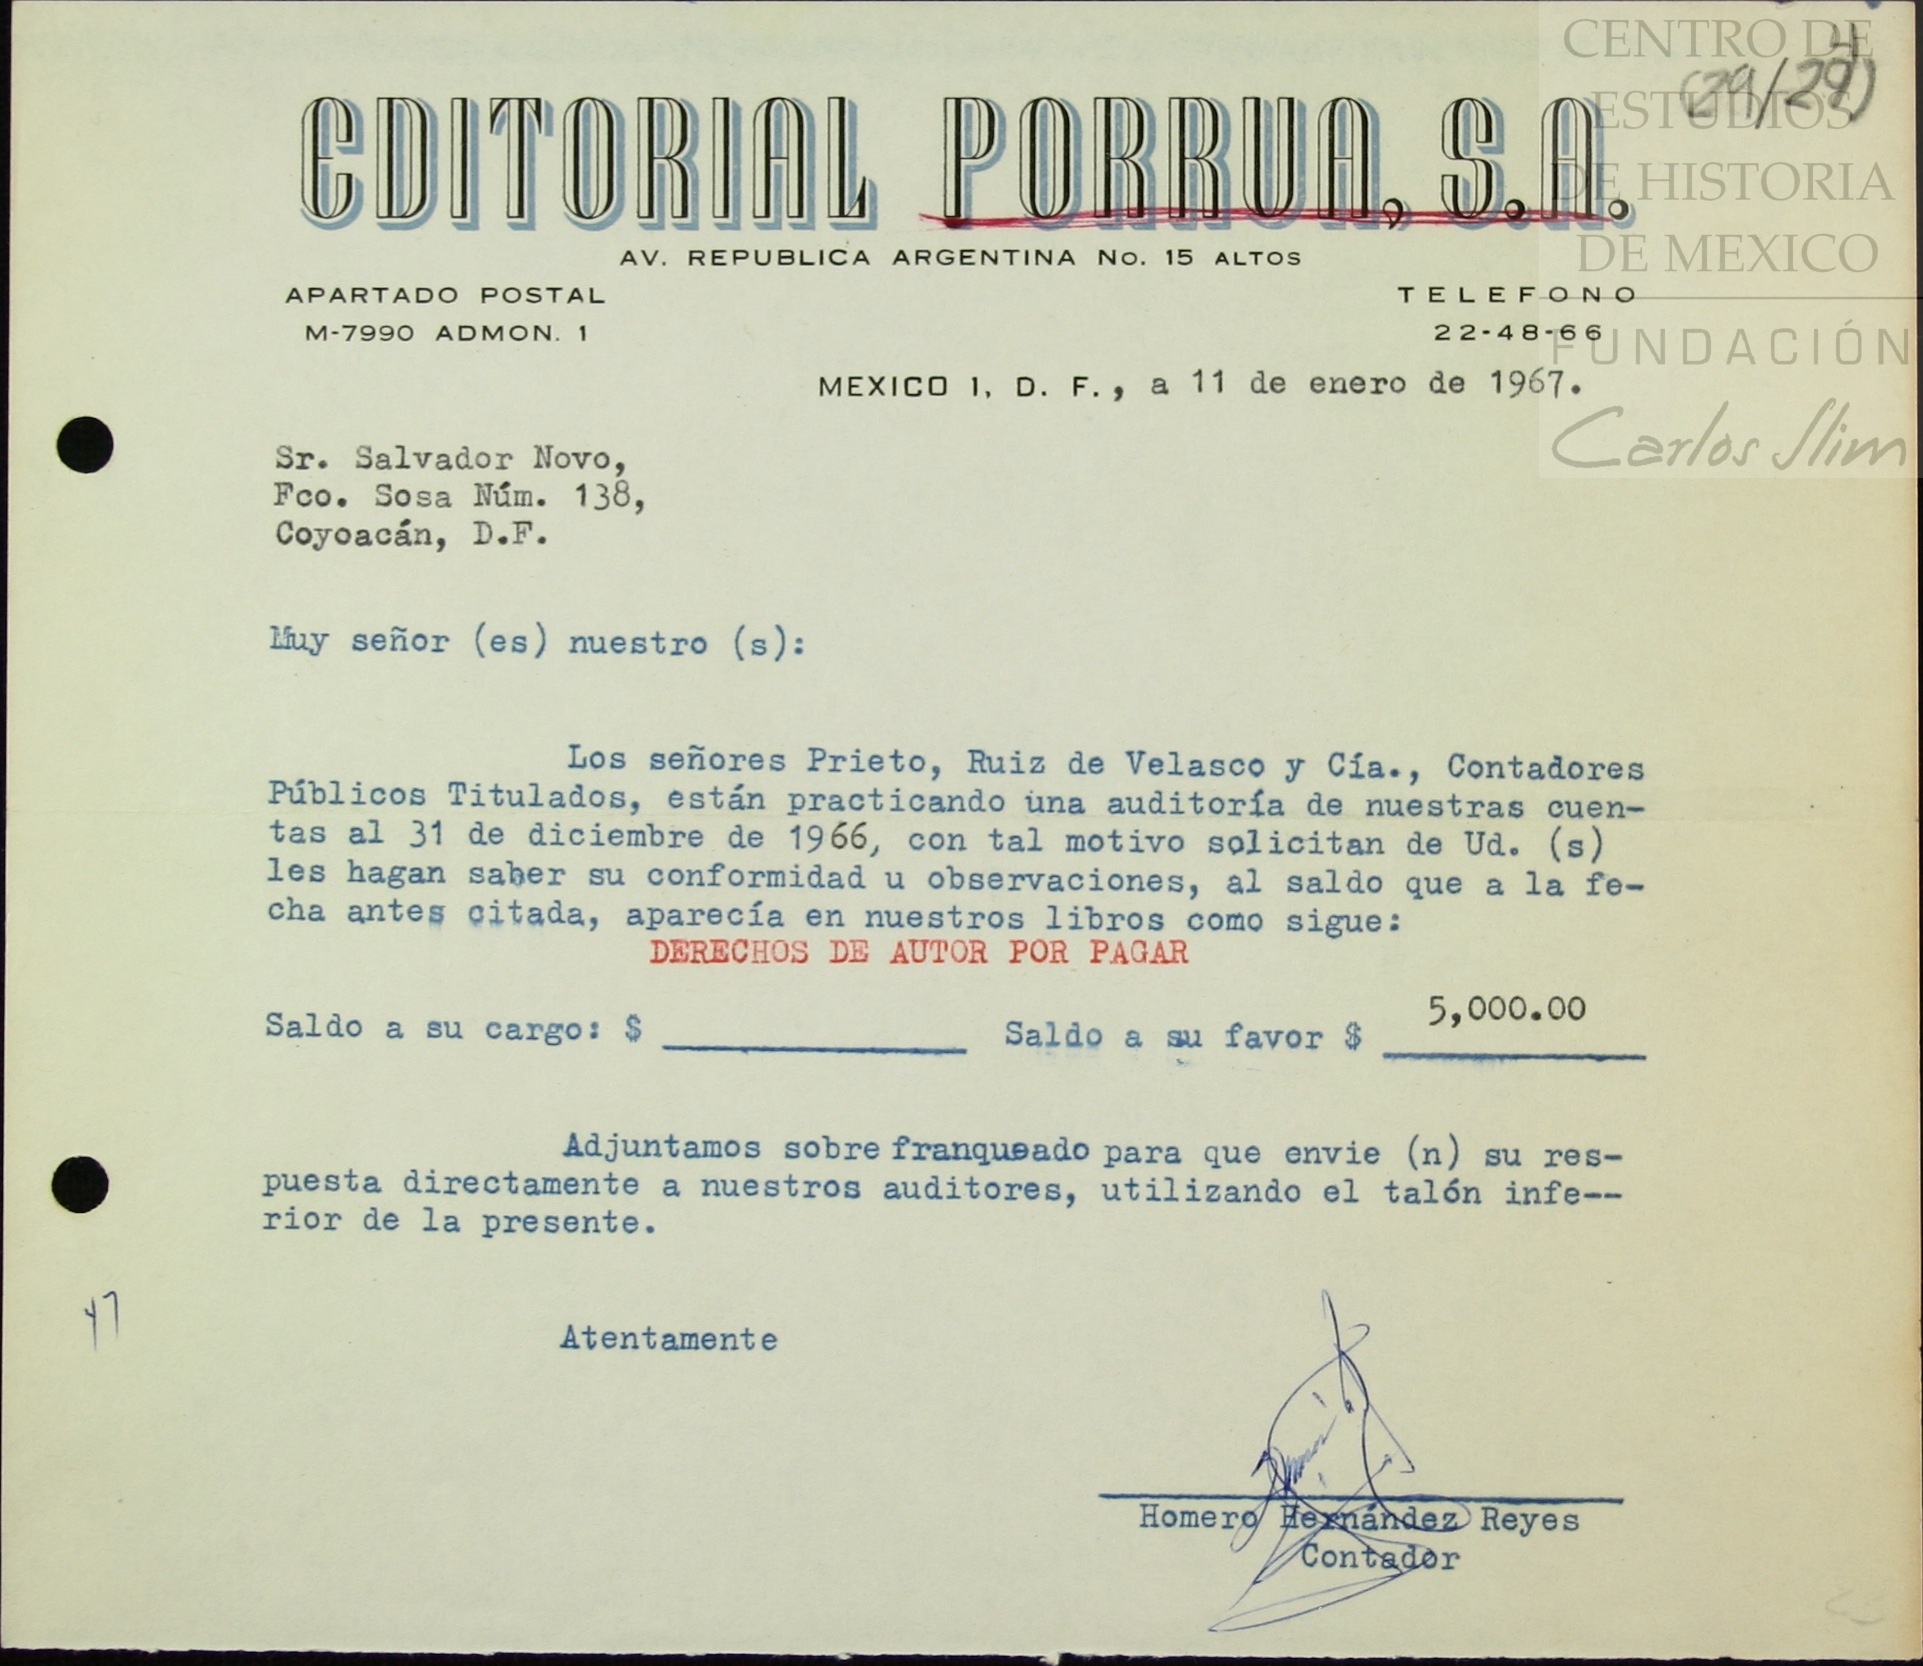 CENTRO DE
ESTUDIOS
DE HISTORIA
DE MEXICO
FUNDACIÓN
Carlos Slim
(29/29)
EDITORIAL PORRUA, S.A.
AV. REPUBLICA ARGENTINA No. 15 ALTOS
APARTADO POSTAL
M-7990 ADMON. 1
TELEFONO
22-48-66
MEXICO 1, D. F., a 11 de enero de 1967.
Sr. Salvador Novo,
Fco. Sosa Núm. 138,
Coyoacán, D.F.
Muy señor (es) nuestro (s):
Los señores Prieto, Ruiz de Velasco y Cía., Contadores
Públicos Titulados, están practicando una auditoría de nuestras cuen-
tas al 31 de diciembre de 1966, con tal motivo solicitan de Ud. (s)
les hagan saber su conformidad u observaciones, al saldo que a la fe-
cha antes citada, aparecía en nuestros libros como sigue:
DERECHOS DE AUTOR POR PAGAR
Saldo a su cargo: $ Saldo a su favor $ 5,000.00
Adjuntamos sobre franqueado para que envie (n) su res-
puesta directamente a nuestros auditores, utilizando el talón infe--
rior de la presente.
Atentamente
Homero Hernández Reyes
Contador